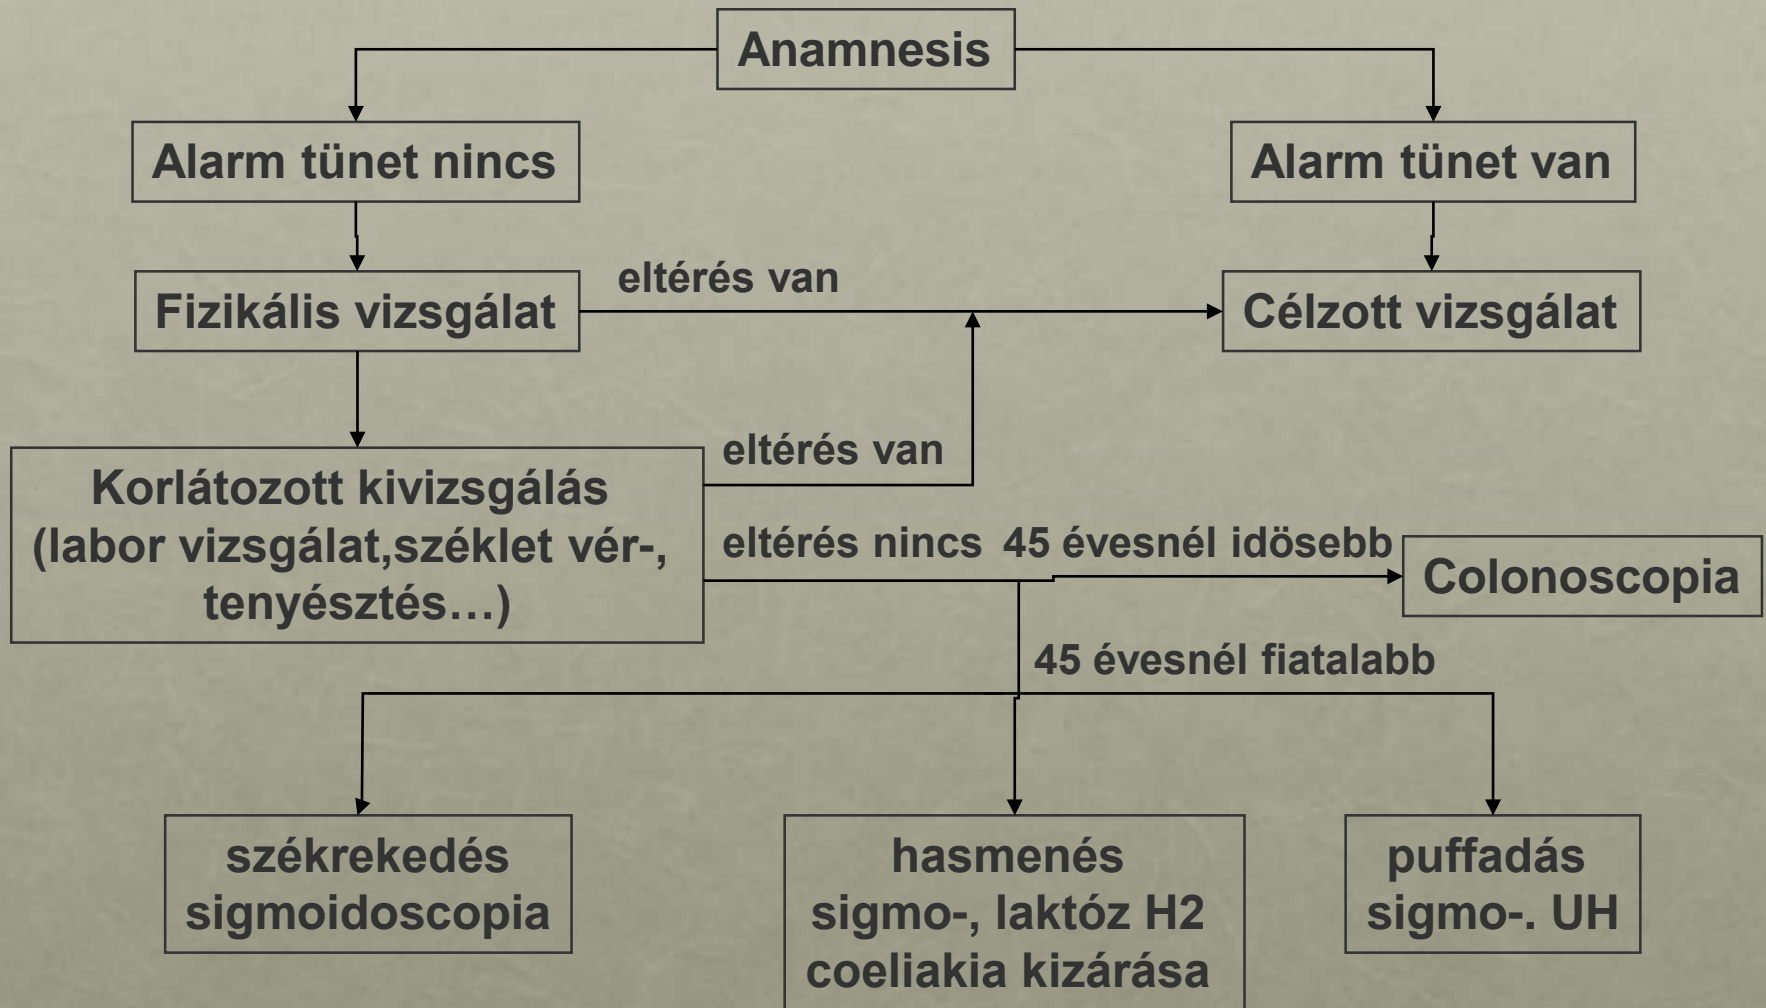 Anamnesis
Alarm tünet nincs
Alarm tünet van
eltérés van
Fizikális vizsgálat
Célzott vizsgálat
eltérés van
Korlátozott kivizsgálás
(labor vizsgálat,széklet vér-,
tenyésztés…)
eltérés nincs 45 évesnél idösebb
Colonoscopia
45 évesnél fiatalabb
székrekedés
sigmoidoscopia
hasmenés
sigmo-, laktóz H2
coeliakia kizárása
puffadás
sigmo-. UH